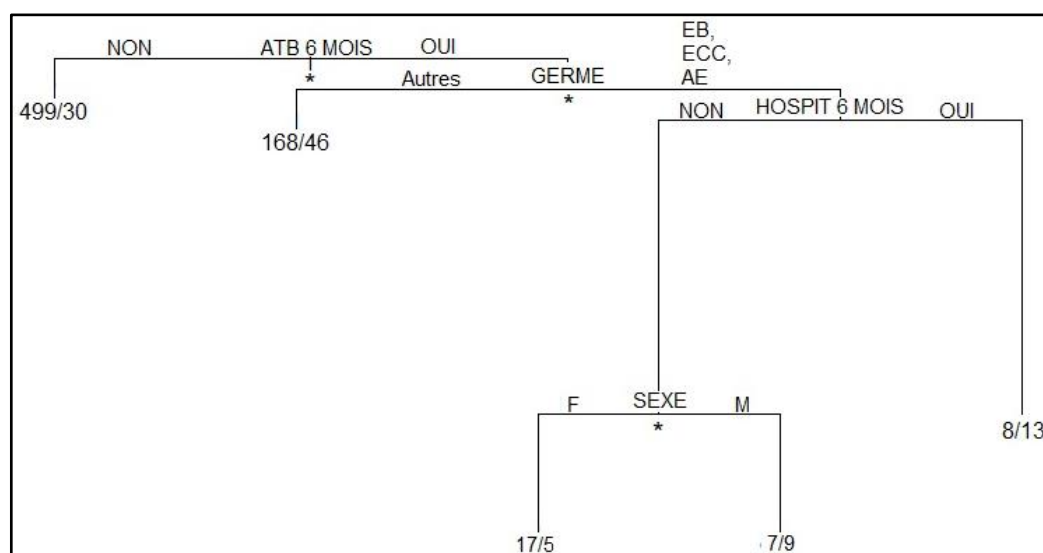 NON ATB 6 MOIS OUI
*
499/30
Autres GERME EB,
ECC,
AE
*
168/46
NON HOSPIT 6 MOIS OUI
F SEXE M
*
8/13
17/5 7/9